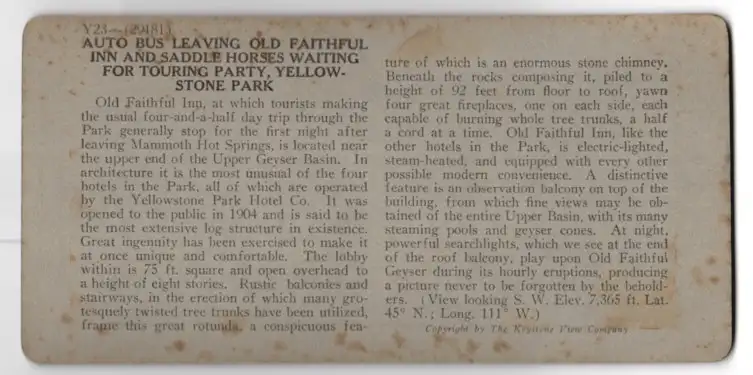 Y23—(29481)
AUTO BUS LEAVING OLD FAITHFUL
INN AND SADDLE HORSES WAITING
FOR TOURING PARTY, YELLOW-
STONE PARK
Old Faithful Inn, at which tourists making
the usual four-and-a-half day trip through the
Park generally stop for the first night after
leaving Mammoth Hot Springs, is located near
the upper end of the Upper Geyser Basin. In
architecture it is the most unusual of the four
hotels in the Park, all of which are operated
by the Yellowstone Park Hotel Co. It was
opened to the public in 1904 and is said to be
the most extensive log structure in existence.
Great ingenuity has been exercised to make it
at once unique and comfortable. The lobby
within is 75 ft. square and open overhead to
a height of eight stories. Rustic balconies and
stairways, in the erection of which many gro-
tesquely twisted tree trunks have been utilized,
frame this great rotunda, a conspicuous fea-
ture of which is an enormous stone chimney.
Beneath the rocks composing it, piled to a
height of 92 feet from floor to roof, yawn
four great fireplaces, one on each side, each
capable of burning whole tree trunks, a half
a cord at a time. Old Faithful Inn, like the
other hotels in the Park, is electric-lighted,
steam-heated, and equipped with every other
possible modern convenience. A distinctive
feature is an observation balcony on top of the
building, from which fine views may be ob-
tained of the entire Upper Basin, with its many
steaming pools and geyser cones. At night,
powerful searchlights, which we see at the end
of the roof balcony, play upon Old Faithful
Geyser during its hourly eruptions, producing
a picture never to be forgotten by the behold-
ers. (View looking S. W. Elev. 7,365 ft. Lat.
45° N.; Long. 111° W.)
Copyright by The Keystone View Company